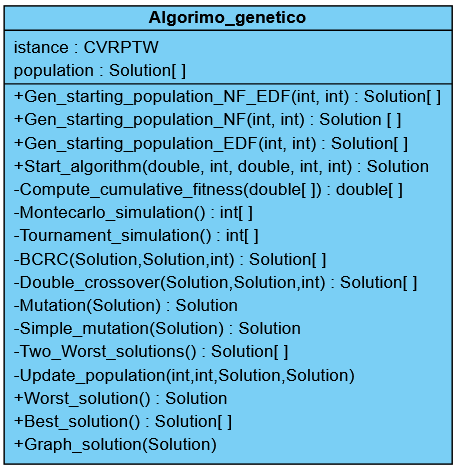 Algorimo_genetico
istance : CVRPTW
population : Solution[ ]
+Gen_starting_population_NF_EDF(int, int) : Solution[ ]
+Gen_starting_population_NF(int, int) : Solution [ ]
+Gen_starting_population_EDF(int, int) : Solution[ ]
+Start_algorithm(double, int, double, int, int) : Solution
-Compute_cumulative_fitness(double[ ]) : double[ ]
-Montecarlo_simulation() : int[ ]
-Tournament_simulation() : int[ ]
-BCRC(Solution,Solution,int) : Solution[ ]
-Double_crossover(Solution,Solution,int) : Solution[ ]
-Mutation(Solution) : Solution
-Simple_mutation(Solution) : Solution
-Two_Worst_solutions() : Solution[ ]
-Update_population(int,int,Solution,Solution)
+Worst_solution() : Solution
+Best_solution() : Solution[ ]
+Graph_solution(Solution)